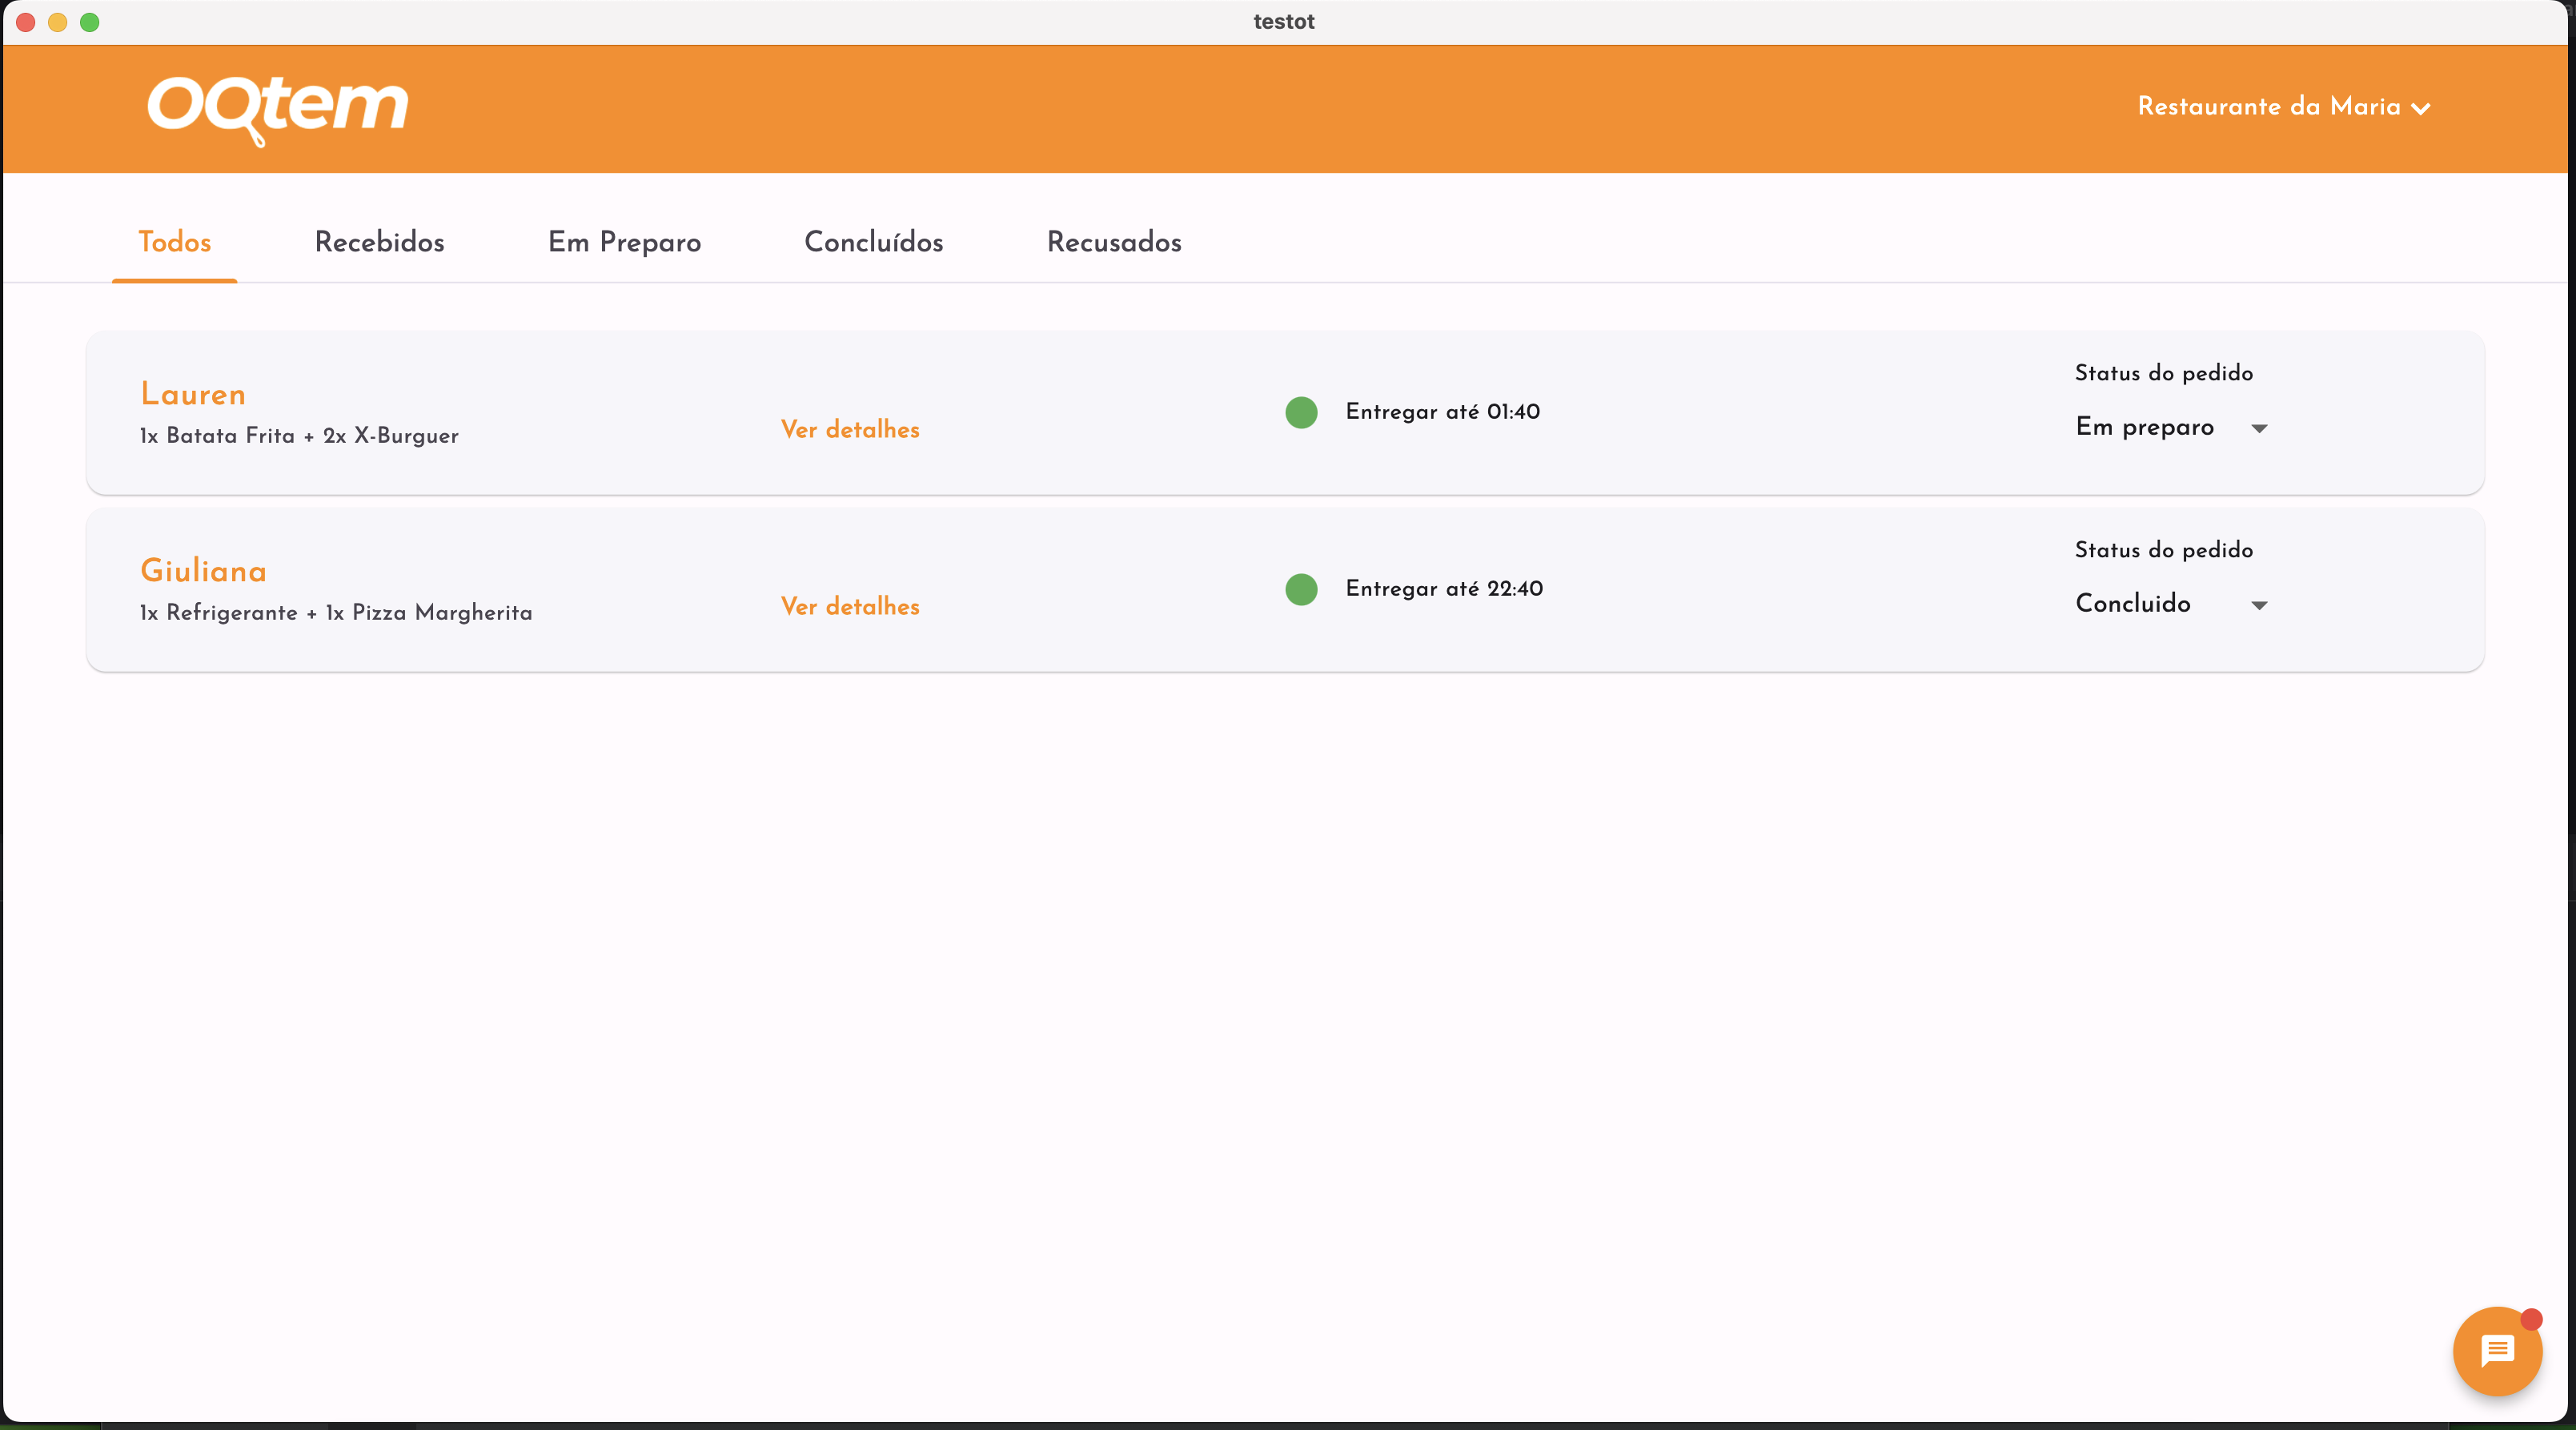 testot
OQtem
Restaurante da Maria
Todos Recebidos Em Preparo Concluídos Recusados
Lauren
1x Batata Frita + 2x X-Burguer
Ver detalhes
Entregar até 01:40
Status do pedido
Em preparo
Giuliana
1x Refrigerante + 1x Pizza Margherita
Ver detalhes
Entregar até 22:40
Status do pedido
Concluido